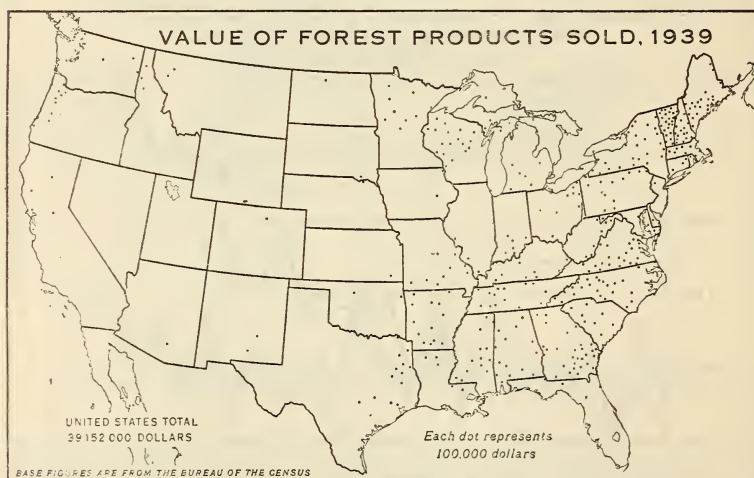 VALUE OF FOREST PRODUCTS SOLD, 1939
UNITED STATES TOTAL
39 152 000 DOLLARS
Each dot represents
100,000 dollars
BASE FIGURES ARE FROM THE BUREAU OF THE CENSUS